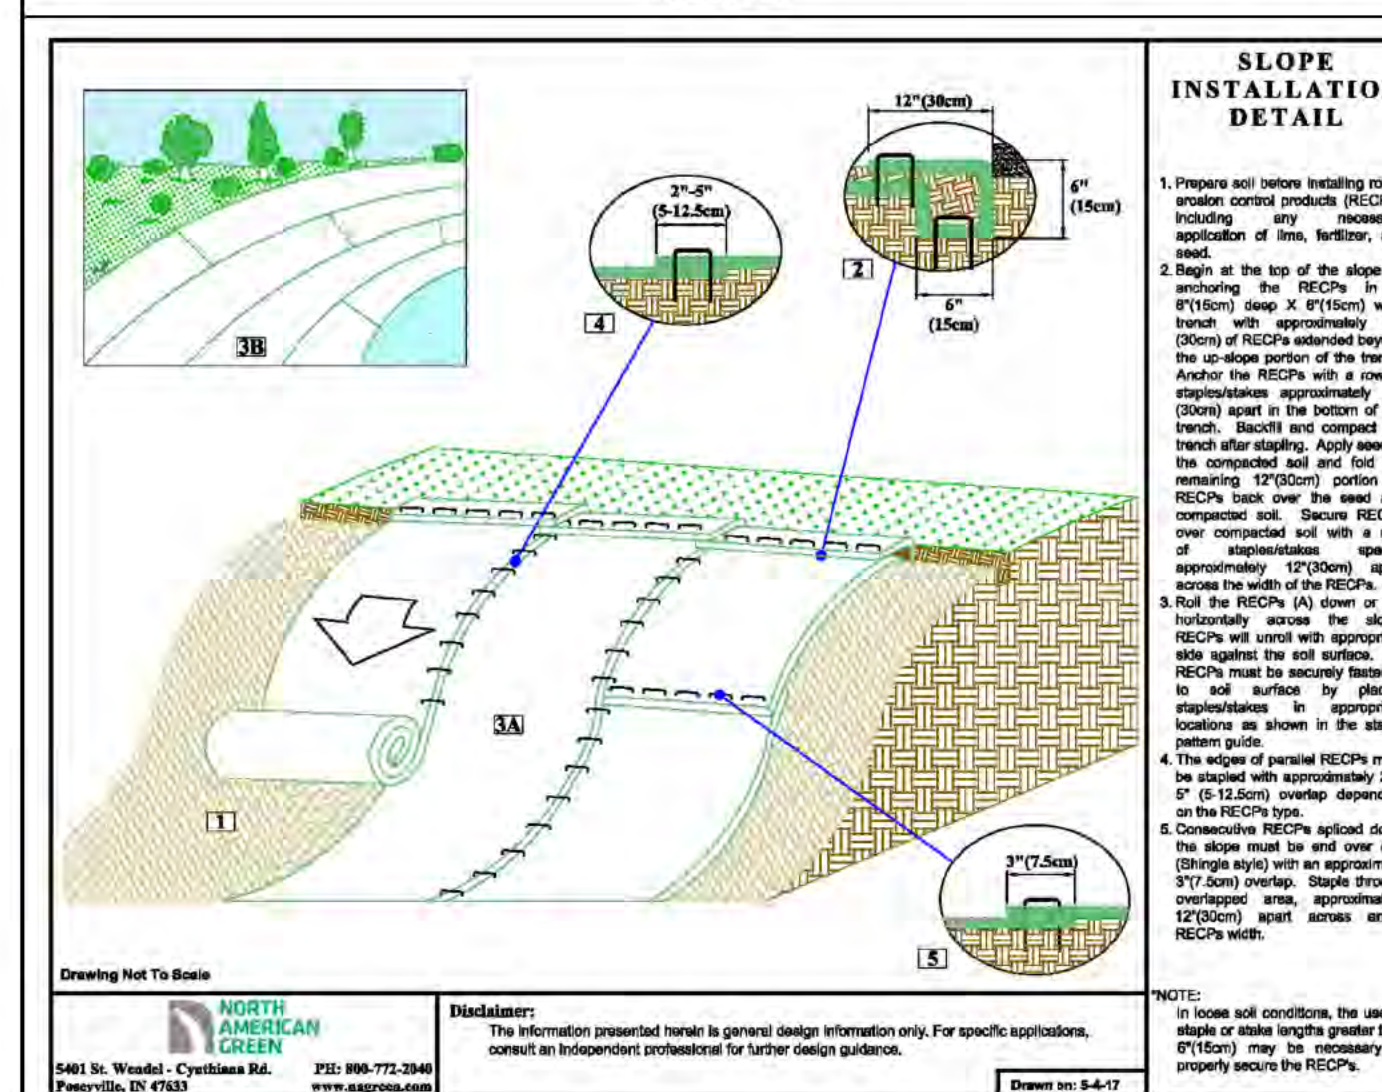 SLOPE
INSTALLATIO
DETAIL
1. Prepare soil before installing ro
erosion control products (REC
including any necess
application of lime, fertilizer,
seed.
2. Begin at the top of the slope
anchoring the RECPs in
6"(15cm) deep X 6"(15cm) w
trench with approximately
(30cm) of RECPs extended bey
the up-slope portion of the tren
Anchor the RECPs with a row
staples/stakes approximately
(30cm) apart in the bottom of
trench. Backfill and compact
trench after stapling. Apply see
the compacted soil and fold
remaining 12"(30cm) portion
RECPs back over the seed
compacted soil. Secure REC
over compacted soil with a
of staples/stakes spa
approximately 12"(30cm) ap
across the width of the RECPs.
3. Roll the RECPs (A) down or
horizontally across the slo
RECPs will unroll with appropri
side against the soil surface.
RECPs must be securely faste
to soil surface by plac
staples/stakes in appropri
locations as shown in the sta
pattern guide.
4. The edges of parallel RECPs m
be stapled with approximately 2
5" (5-12.5cm) overlap depend
on the RECPs type.
5. Consecutive RECPs spliced do
the slope must be end over
(Shingle style) with an approxim
3"(7.5cm) overlap. Staple thro
overlapped area, approxima
12"(30cm) apart across en
RECPs width.
*NOTE:
In loose soil conditions, the use
staple or stake lengths greater t
6"(15cm) may be necessary
properly secure the RECP's.
12"(30cm)
6"
(15cm)
2
6"
(15cm)
2"-5"
(5-12.5cm)
4
3B
3A
1
3"(7.5cm)
5
Drawing Not To Scale
NORTH
AMERICAN
GREEN
5401 St. Wendel - Cynthiana Rd. PH: 800-772-2040
Poseyville, IN 47633 www.nagreen.com
Disclaimer:
The information presented herein is general design information only. For specific applications,
consult an independent professional for further design guidance.
Drawn on: 5-4-17